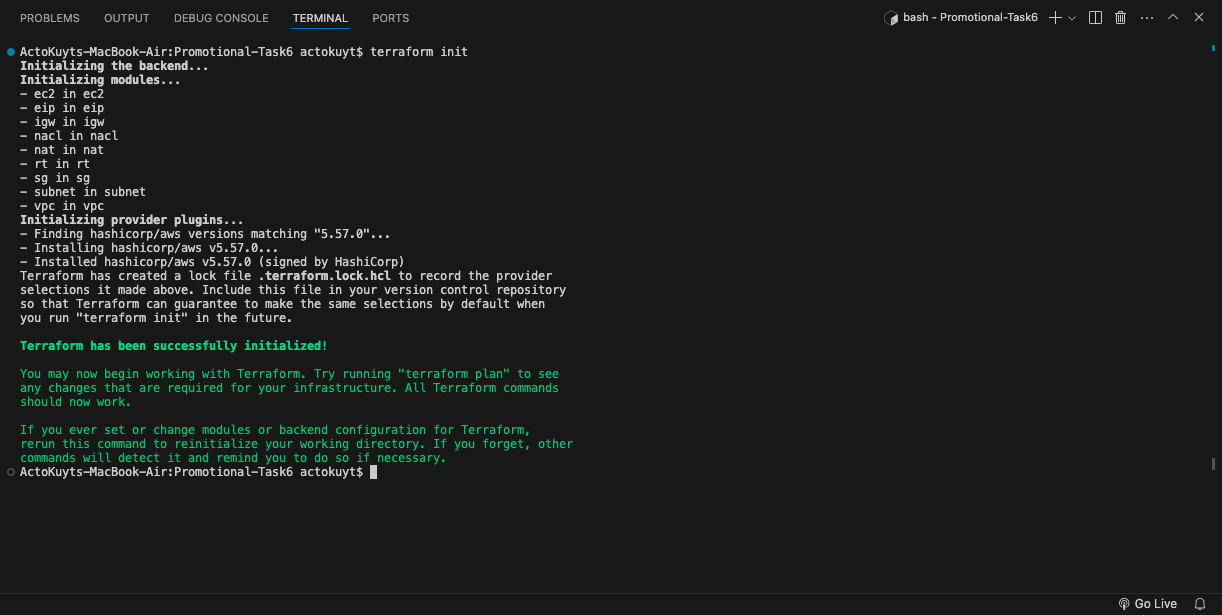 PROBLEMS OUTPUT DEBUG CONSOLE TERMINAL PORTS bash - Promotional-Task6
ActoKuyts-MacBook-Air:Promotional-Task6 actokuyt$ terraform init
Initializing the backend...
Initializing modules...
- ec2 in ec2
- eip in eip
- igw in igw
- nacl in nacl
- nat in nat
- rt in rt
- sg in sg
- subnet in subnet
- vpc in vpc
Initializing provider plugins...
- Finding hashicorp/aws versions matching "5.57.0"...
- Installing hashicorp/aws v5.57.0...
- Installed hashicorp/aws v5.57.0 (signed by HashiCorp)
Terraform has created a lock file .terraform.lock.hcl to record the provider
selections it made above. Include this file in your version control repository
so that Terraform can guarantee to make the same selections by default when
you run "terraform init" in the future.
Terraform has been successfully initialized!
You may now begin working with Terraform. Try running "terraform plan" to see
any changes that are required for your infrastructure. All Terraform commands
should now work.
If you ever set or change modules or backend configuration for Terraform,
rerun this command to reinitialize your working directory. If you forget, other
commands will detect it and remind you to do so if necessary.
ActoKuyts-MacBook-Air:Promotional-Task6 actokuyt$
Go Live